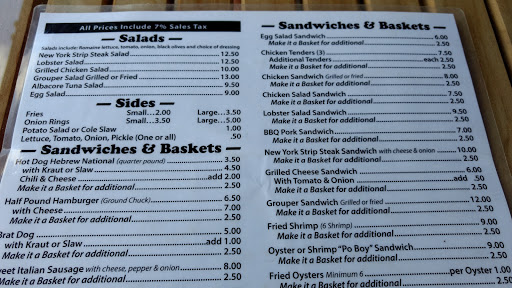 All Prices Include 7% Sales Tax
— Salads —
Salads include: Romaine lettuce, tomato, onion, black olives and choice of dressing
New York Strip Steak Salad 12.50
Lobster Salad 12.50
Grilled Chicken Salad 10.00
Grouper Salad Grilled or Fried 13.00
Albacore Tuna Salad 9.50
Egg Salad 9.00
— Sides —
Fries Small...2.00 Large...3.50
Onion Rings Small...3.50 Large...5.00
Potato Salad or Cole Slaw 1.00
Lettuce, Tomato, Onion, Pickle (One or all) .50
— Sandwiches & Baskets —
Hot Dog Hebrew National (quarter pound) 3.50
with Kraut or Slaw 4.50
Chili & Cheese add 2.00
Make it a Basket for additional 2.50
Half Pound Hamburger (Ground Chuck) 6.50
with Cheese 7.00
Make it a Basket for additional 2.50
Brat Dog 5.00
with Kraut or Slaw add 1.00
Make it a Basket for additional 2.50
Sweet Italian Sausage with cheese, pepper & onion 8.00
Make it a Basket for additional 2.50
— Sandwiches & Baskets —
Egg Salad Sandwich 6.00
Make it a Basket for additional 2.50
Chicken Tenders (3) 7.50
Additional Tenders each 2.50
Make it a Basket for additional 2.50
Chicken Sandwich Grilled or fried 8.00
Make it a Basket for additional 2.50
Chicken Salad Sandwich 7.50
Make it a Basket for additional 2.50
Lobster Salad Sandwich 9.50
Make it a Basket for additional 2.50
BBQ Pork Sandwich 7.00
Make it a Basket for additional 2.50
New York Strip Steak Sandwich with cheese & onion 10.00
Make it a Basket for additional 2.50
Grilled Cheese Sandwich 6.00
With Tomato & Onion add .50
Make it a Basket for additional 2.50
Grouper Sandwich Grilled or fried 12.00
Make it a Basket for additional 2.50
Fried Shrimp (6 Shrimp) 9.00
Make it a Basket for additional 2.50
Oyster or Shrimp "Po Boy" Sandwich 9.00
Make it a Basket for additional 2.50
Fried Oysters Minimum 6 per Oyster 1.00
2.50